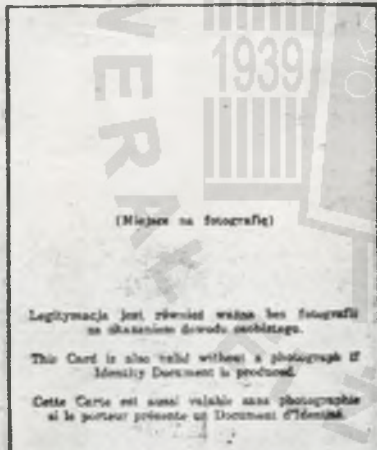 1939
(Miejsce na fotografię)
Legitymacja jest również ważna bez fotografii
za okazaniem dowodu osobistego.
This Card is also valid without a photograph if
Identity Document is produced.
Cette Carte est aussi valable sans photographie
si le porteur présente un Document d'Identité.